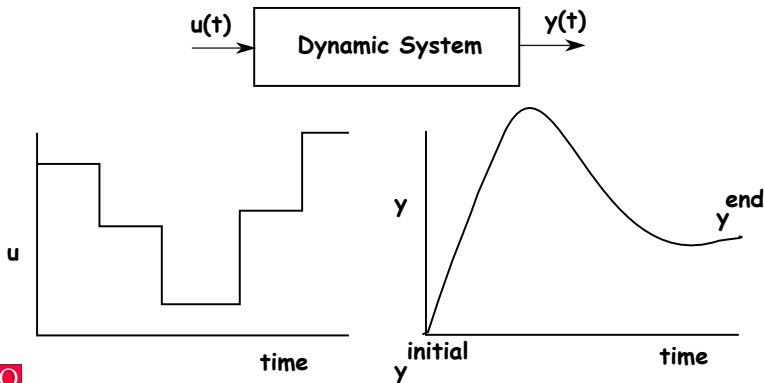 u(t)
Dynamic System
y(t)
u
time
y
y end
y initial
time